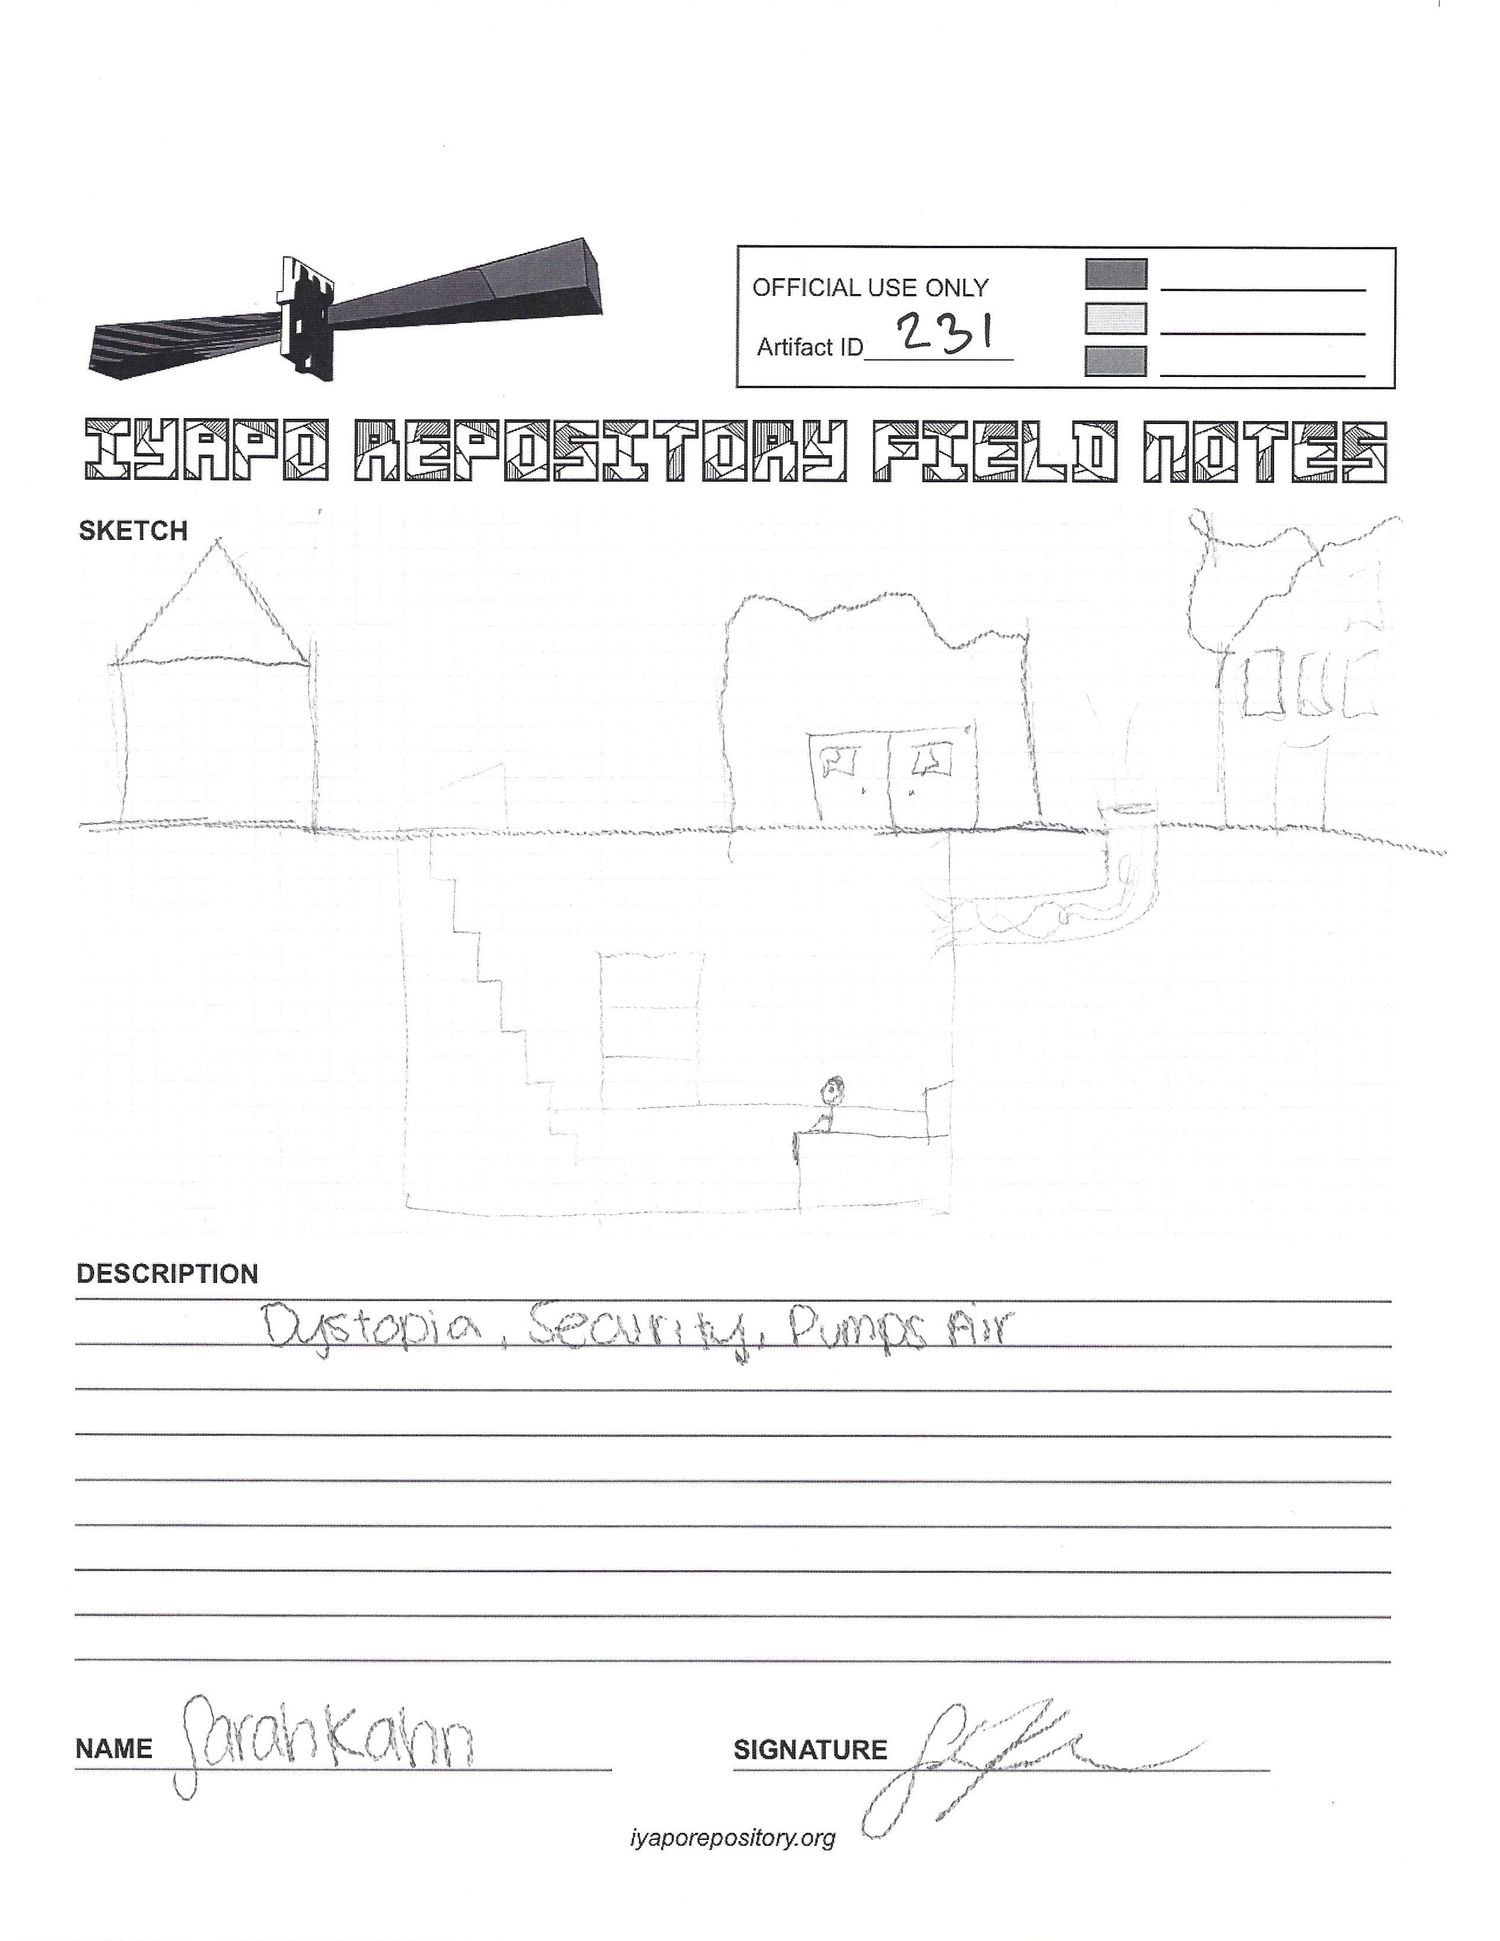 OFFICIAL USE ONLY
Artifact ID 231
IYAPO REPOSITORY FIELD NOTES
SKETCH
DESCRIPTION
Dystopia, Security, Pumps Air
NAME Sarah Kahn
SIGNATURE
iyaporepository.org